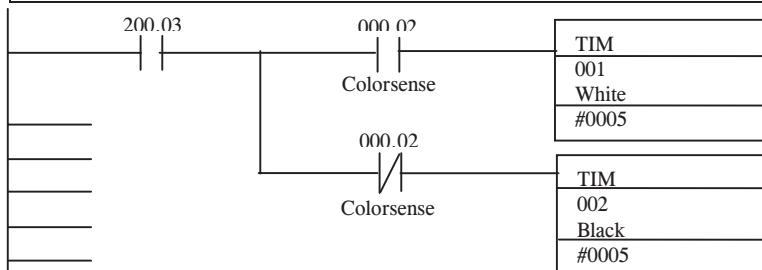 200.03
000.02
Colorsense
TIM
001
White
#0005
000.02
Colorsense
TIM
002
Black
#0005